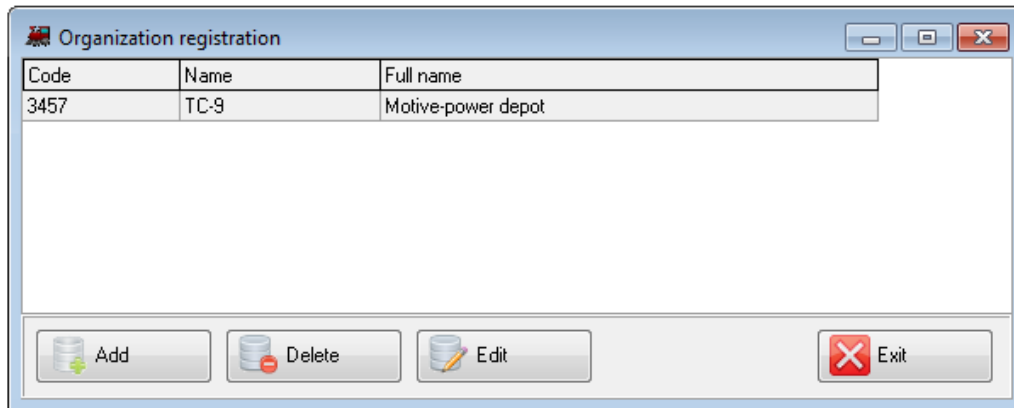 Organization registration
Code Name Full name
3457 TC-9 Motive-power depot
Add Delete Edit Exit